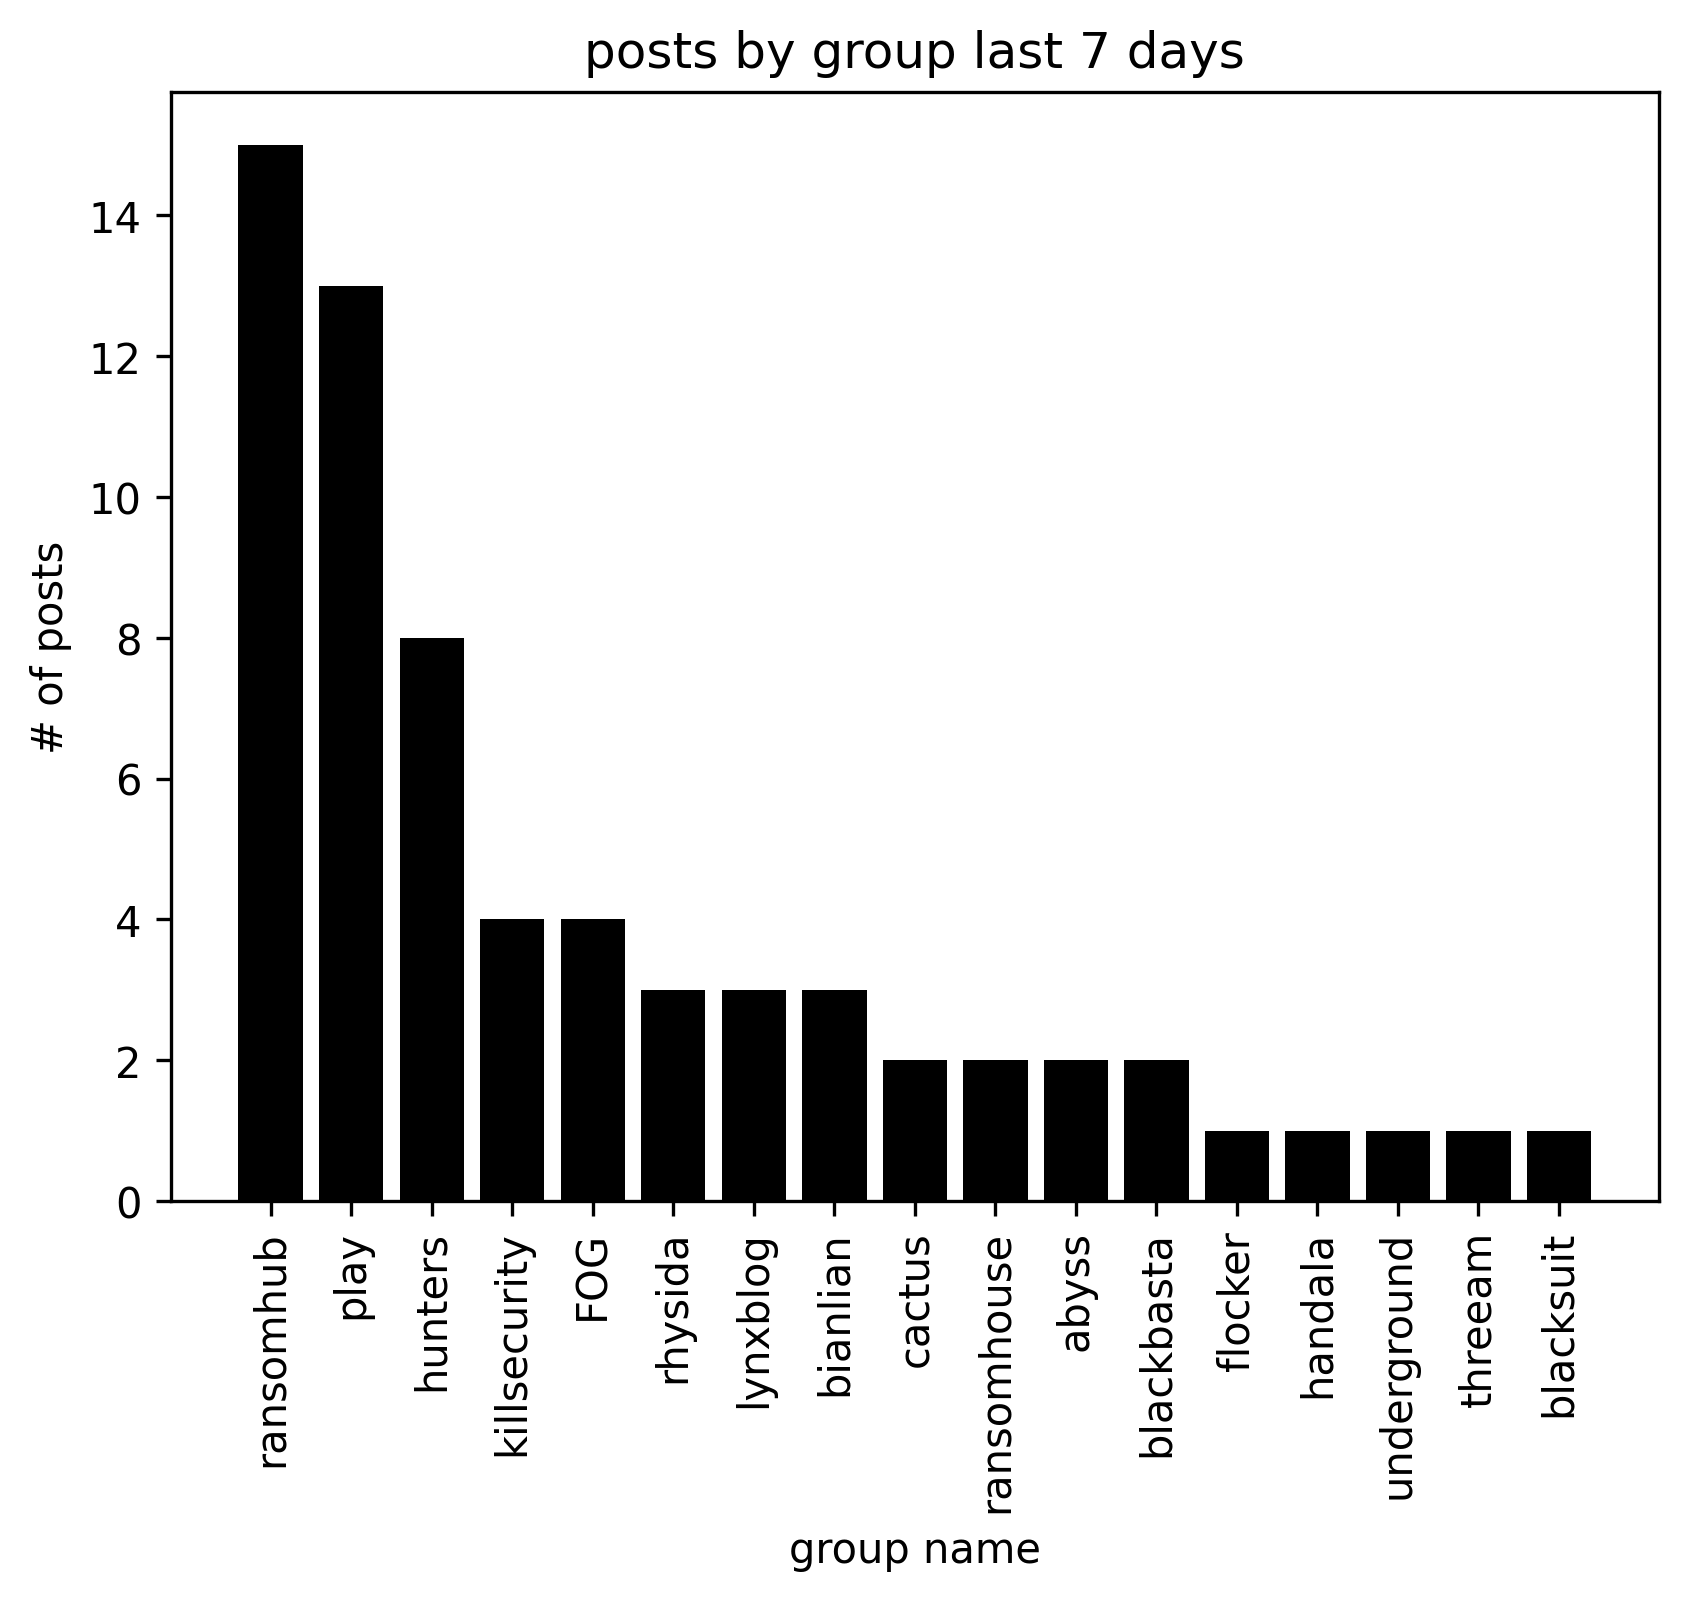 posts by group last 7 days
# of posts
14
12
10
8
6
4
2
0
ransomhub
play
hunters
killsecurity
FOG
rhysida
lynxblog
bianlian
cactus
ransomhouse
abyss
blackbasta
flocker
handala
underground
threeam
blacksuit
group name